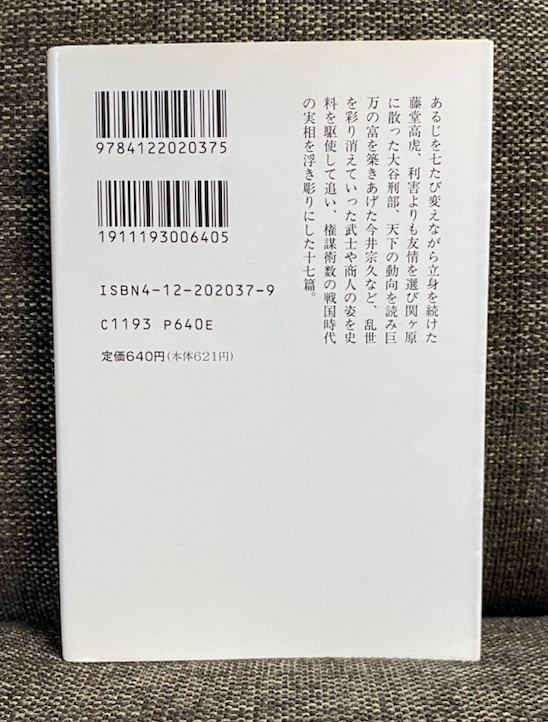 あるじを七たび変えながら立身を続けた
藤堂高虎、利害よりも友情を選び関ヶ原
に散った大谷刑部、天下の動向を読み巨
万の富を築きあげた今井宗久など、乱世
を彩り消えていった武士や商人の姿を史
料を駆使して追い、権謀術数の戦国時代
の実相を浮き彫りにした十七篇。
9784122020375
1911193006405
ISBN4-12-202037-9
C1193 P640E
定価640円(本体621円)